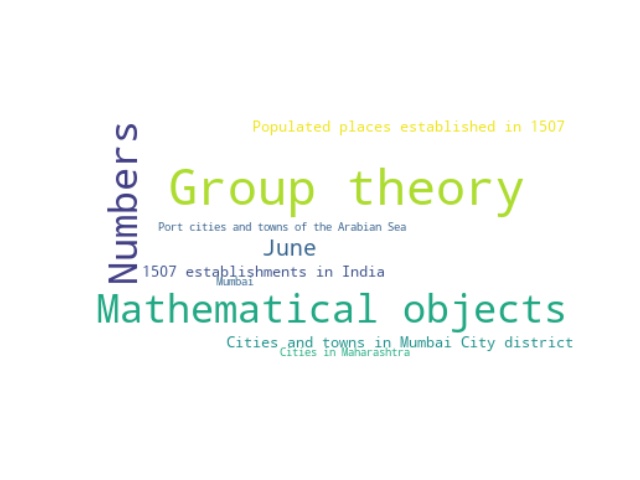 Populated places established in 1507
Numbers
Group theory
Port cities and towns of the Arabian Sea
June
1507 establishments in India
Mumbai
Mathematical objects
Cities and towns in Mumbai City district
Cities in Maharashtra